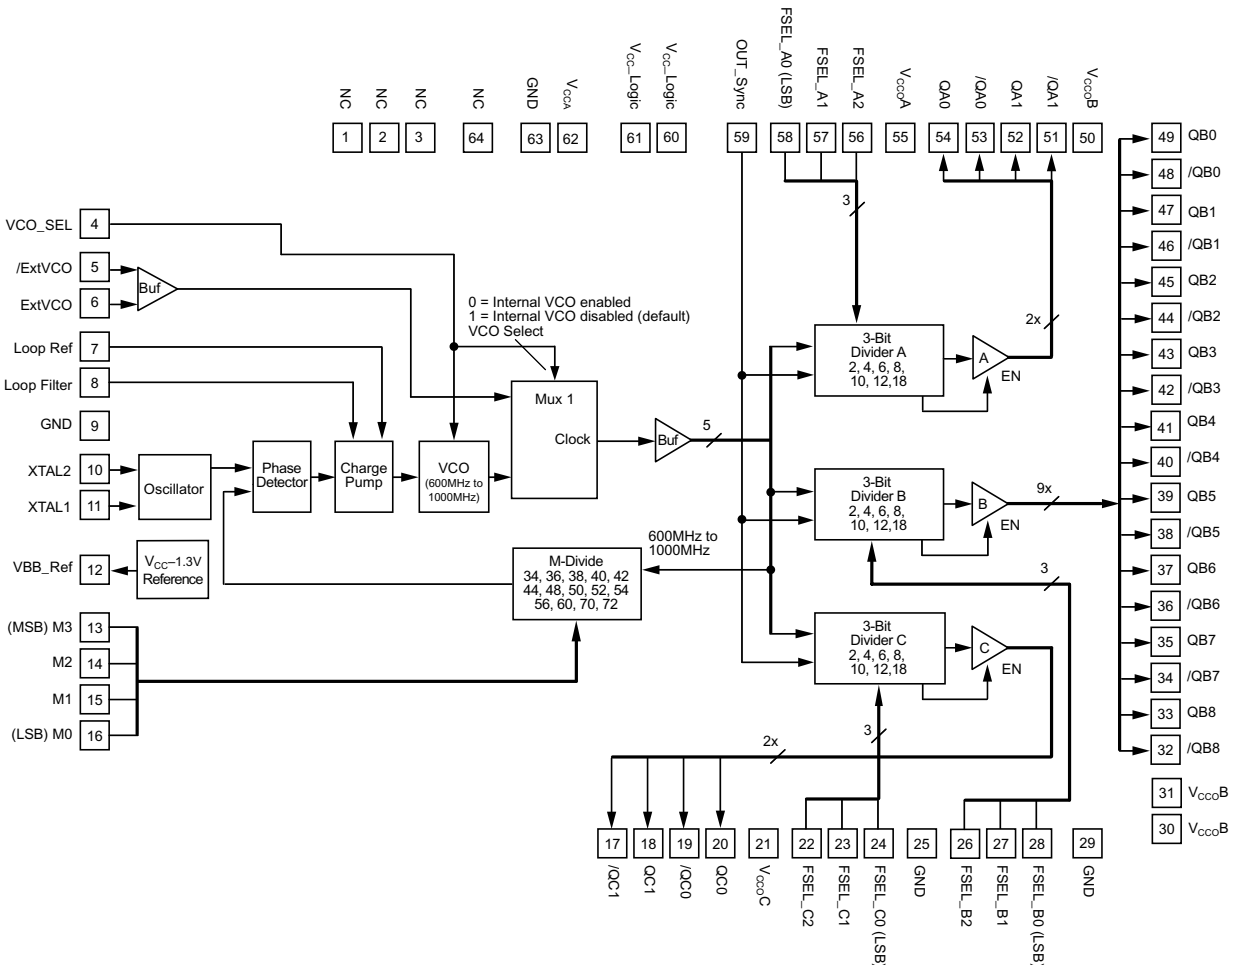 NC
NC
NC
NC
GND
VCCA
VCC_Logic
VCC_Logic
OUT_Sync
FSEL_A0 (LSB)
FSEL_A1
FSEL_A2
VCCOA
QA0
/QA0
QA1
/QA1
VCCOB
1
2
3
64
63
62
61
60
59
58
57
56
55
54
53
52
51
50
49 QB0
48 /QB0
47 QB1
46 /QB1
45 QB2
44 /QB2
43 QB3
42 /QB3
41 QB4
40 /QB4
39 QB5
38 /QB5
37 QB6
36 /QB6
35 QB7
34 /QB7
33 QB8
32 /QB8
31 VCCOB
30 VCCOB
VCO_SEL 4
/ExtVCO 5
ExtVCO 6
Loop Ref 7
Loop Filter 8
GND 9
XTAL2 10
XTAL1 11
VBB_Ref 12
(MSB) M3 13
M2 14
M1 15
(LSB) M0 16
Buf
0 = Internal VCO enabled
1 = Internal VCO disabled (default)
VCO Select
Mux 1
Clock
Oscillator
Phase
Detector
Charge
Pump
VCO
(600MHz to
1000MHz)
Buf
5
VCC–1.3V
Reference
M-Divide
34, 36, 38, 40, 42
44, 48, 50, 52, 54
56, 60, 70, 72
600MHz to
1000MHz
3
3-Bit
Divider A
2, 4, 6, 8,
10, 12,18
A
EN
2x
3-Bit
Divider B
2, 4, 6, 8,
10, 12,18
B
EN
9x
3
3-Bit
Divider C
2, 4, 6, 8,
10, 12,18
C
EN
3
2x
17
18
19
20
21
22
23
24
25
26
27
28
29
/QC1
QC1
/QC0
QC0
VCCOC
FSEL_C2
FSEL_C1
FSEL_C0 (LSB)
GND
FSEL_B2
FSEL_B1
FSEL_B0 (LSB)
GND